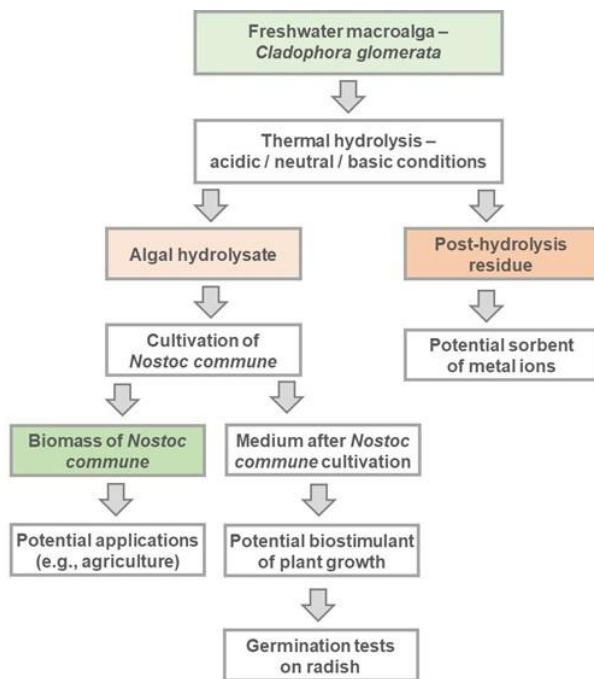 Freshwater macroalga –
Cladophora glomerata
Thermal hydrolysis –
acidic / neutral / basic conditions
Algal hydrolysate
Post-hydrolysis
residue
Cultivation of
Nostoc commune
Potential sorbent
of metal ions
Biomass of Nostoc
commune
Medium after Nostoc
commune cultivation
Potential applications
(e.g., agriculture)
Potential biostimulant
of plant growth
Germination tests
on radish